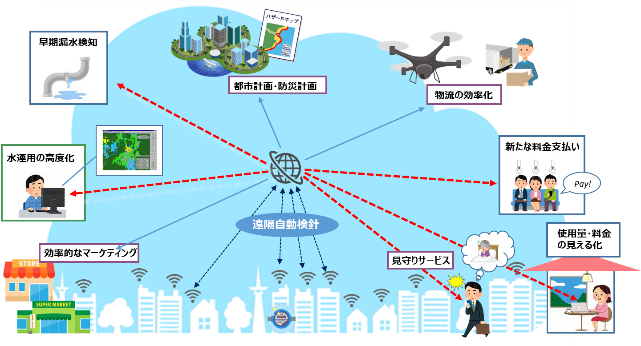 ハザードマップ
早期漏水検知
都市計画・防災計画
物流の効率化
水運用の高度化
新たな料金支払い
Pay!
遠隔自動検針
使用量・料金
の見える化
効率的なマーケティング
見守りサービス
STORE
SUPER MARKET